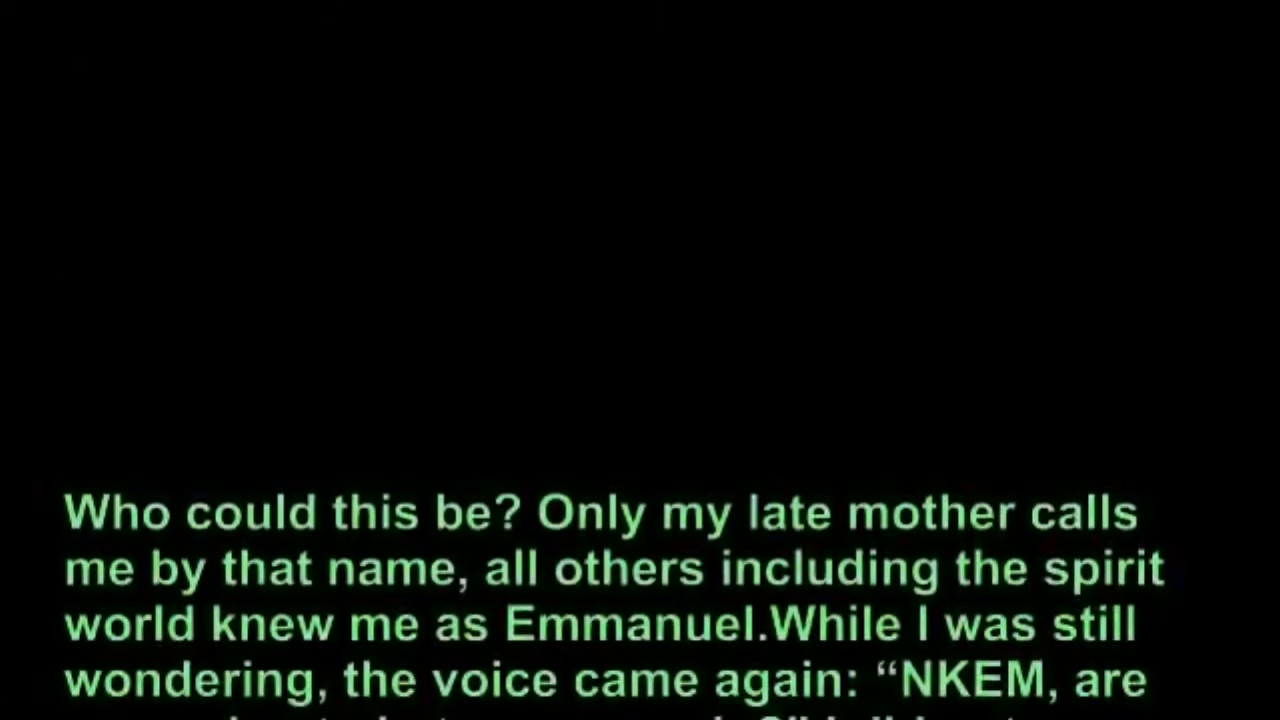 Who could this be? Only my late mother calls
me by that name, all others including the spirit
world knew me as Emmanuel.While I was still
wondering, the voice came again: “NKEM, are